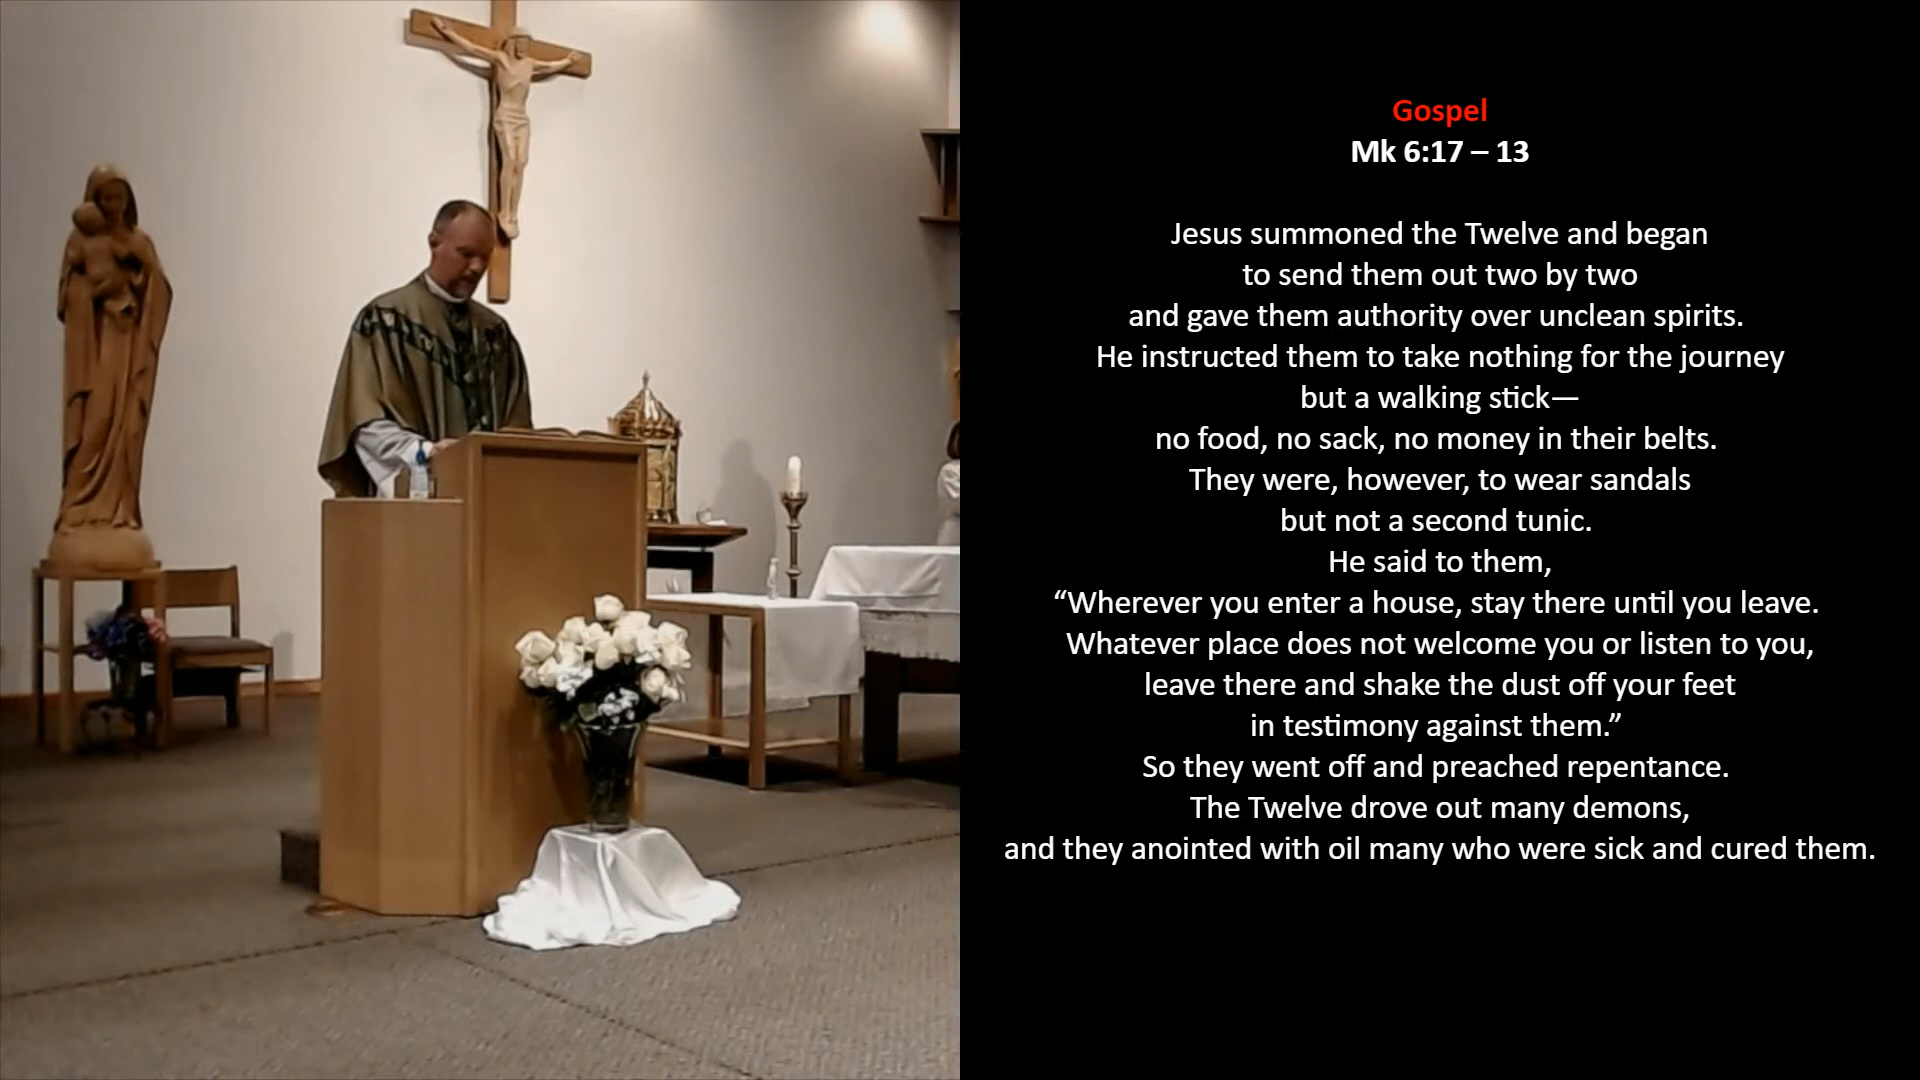 Gospel
Mk 6:17 – 13
Jesus summoned the Twelve and began
to send them out two by two
and gave them authority over unclean spirits.
He instructed them to take nothing for the journey
but a walking stick—
no food, no sack, no money in their belts.
They were, however, to wear sandals
but not a second tunic.
He said to them,
“Wherever you enter a house, stay there until you leave.
Whatever place does not welcome you or listen to you,
leave there and shake the dust off your feet
in testimony against them.”
So they went off and preached repentance.
The Twelve drove out many demons,
and they anointed with oil many who were sick and cured them.